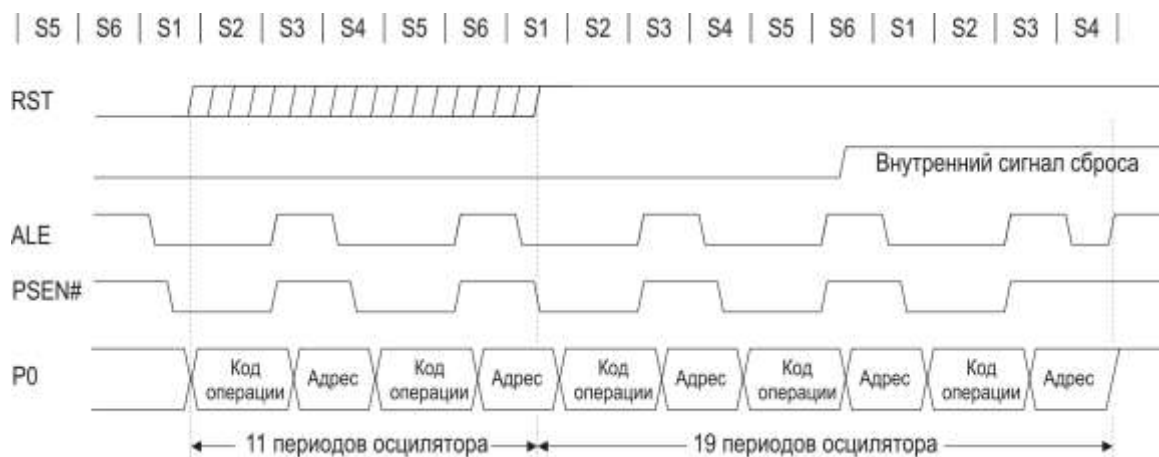 | S5 | S6 | S1 | S2 | S3 | S4 | S5 | S6 | S1 | S2 | S3 | S4 | S5 | S6 | S1 | S2 | S3 | S4 |
RST
Внутренний сигнал сброса
ALE
PSEN#
P0
Код операции Адрес Код операции Адрес Код операции Адрес Код операции Адрес Код операции Адрес
11 периодов осцилятора 19 периодов осцилятора